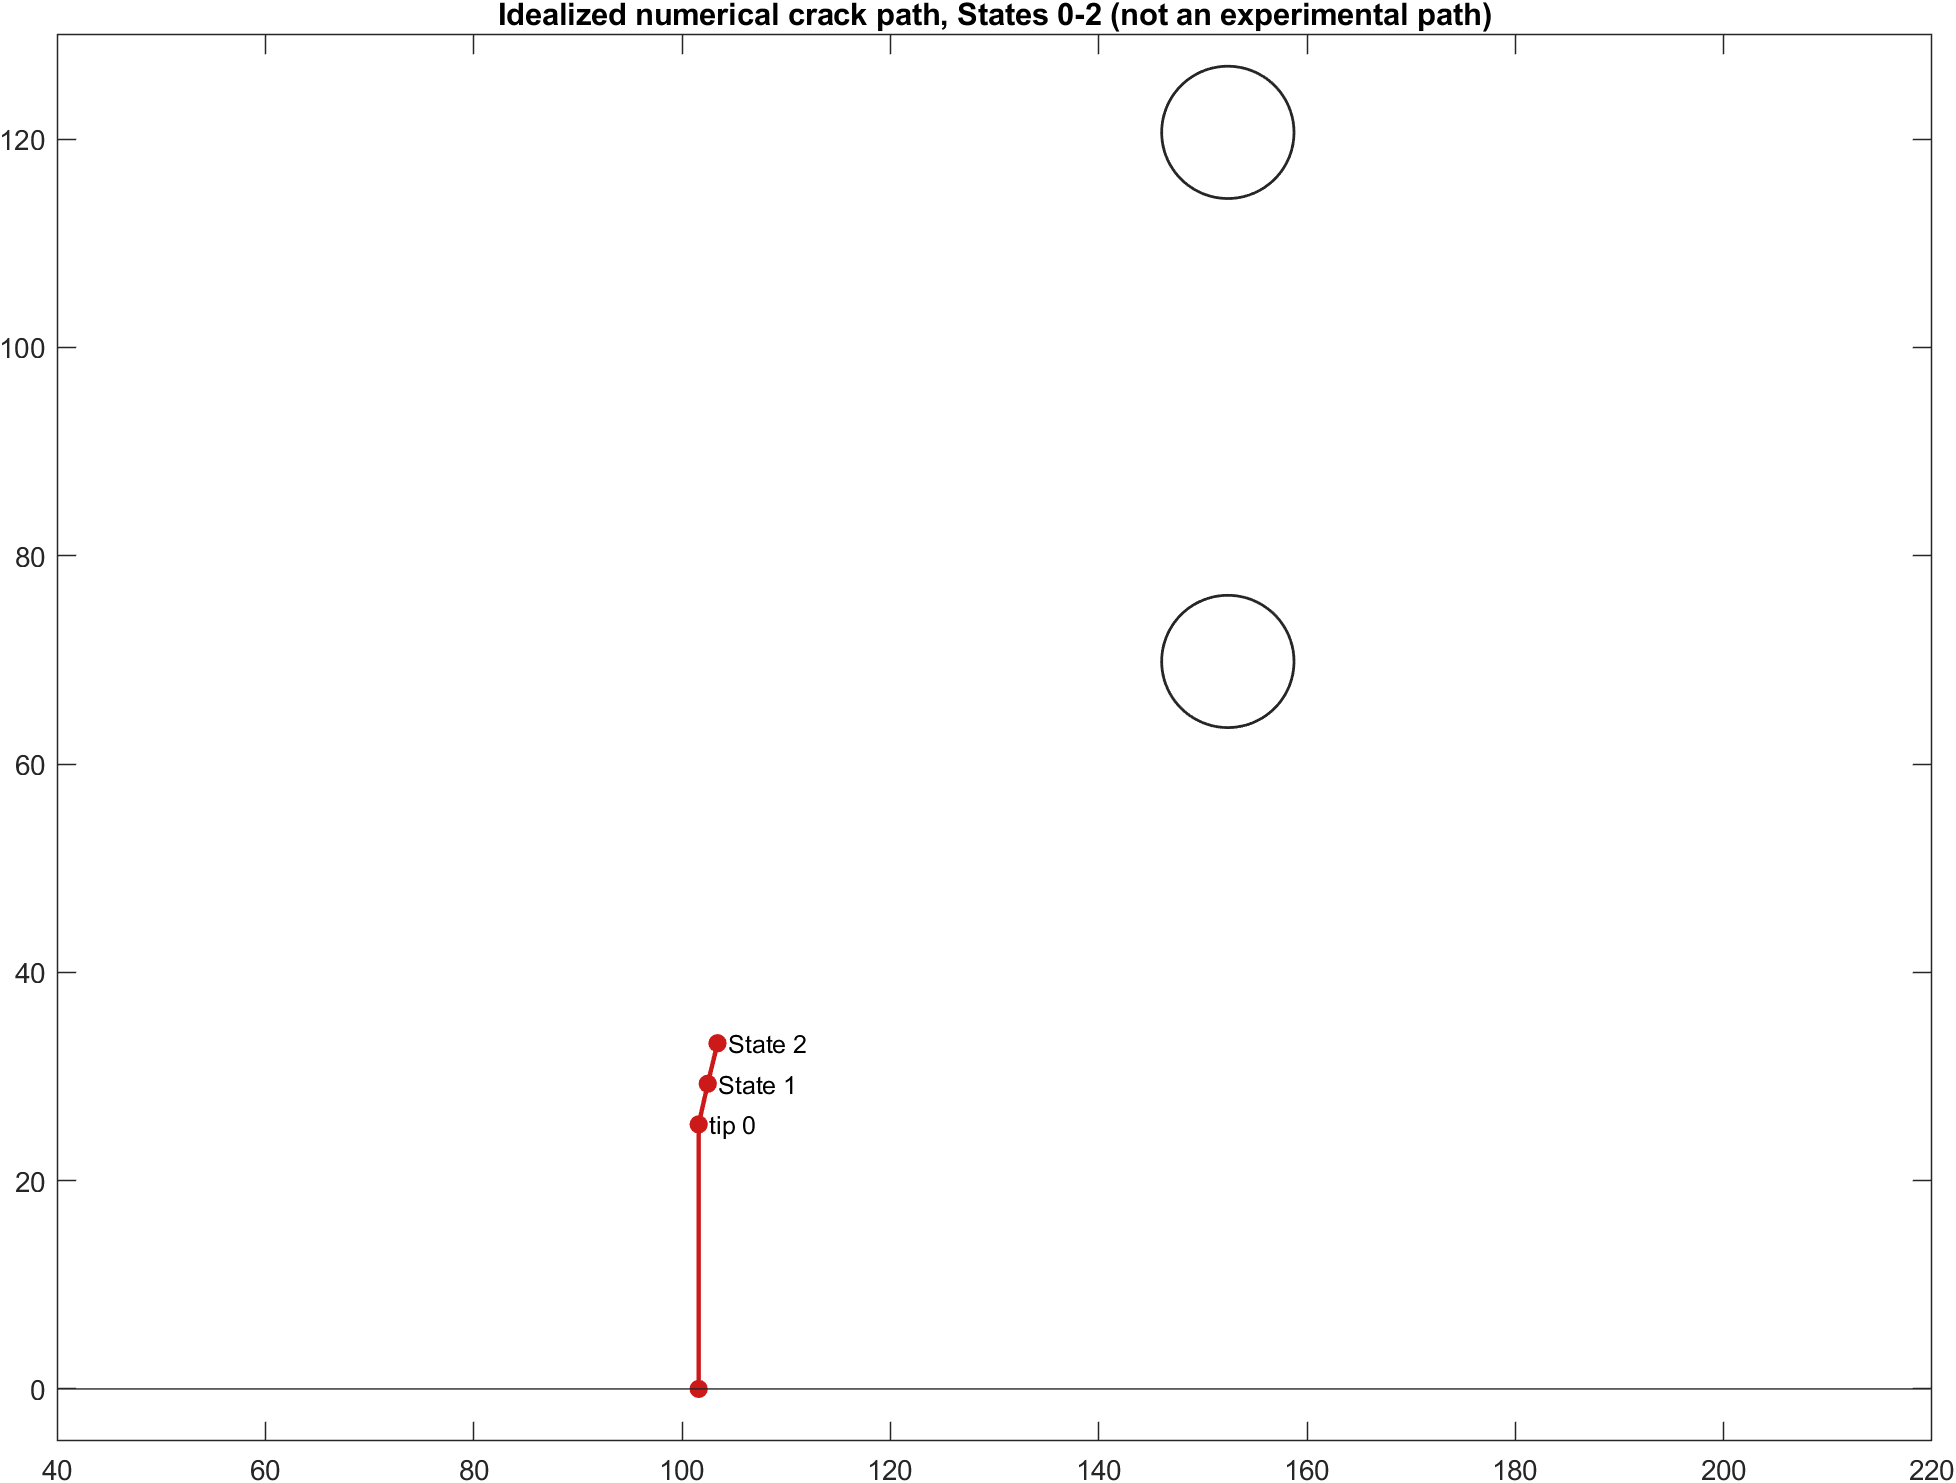 Idealized numerical crack path, States 0-2 (not an experimental path)
120
100
80
60
40
State 2
State 1
tip 0
20
0
40 60 80 100 120 140 160 180 200 220